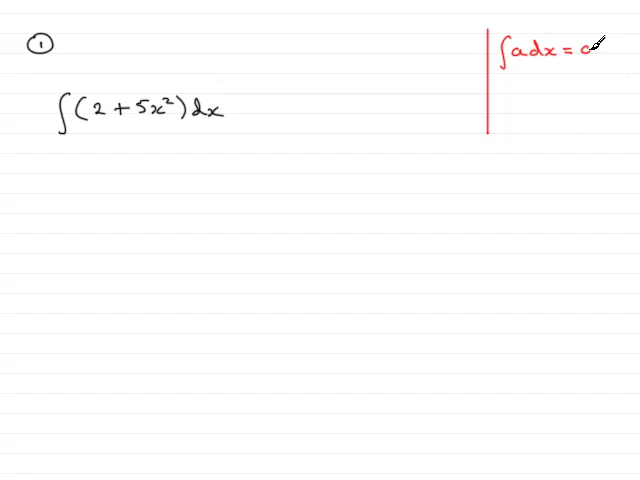 ①
∫(2 + 5x²)dx
∫a dx = a